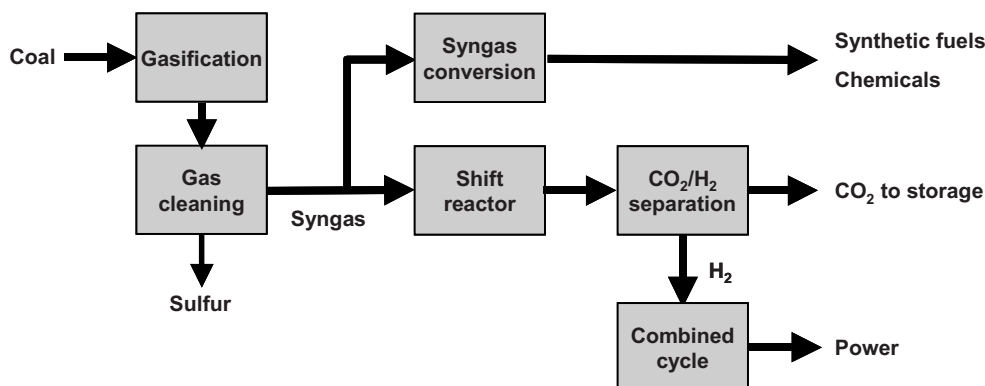 Coal
Gasification
Syngas
conversion
Synthetic fuels
Chemicals
Gas
cleaning
Syngas
Shift
reactor
CO₂/H₂
separation
CO₂ to storage
Sulfur
H₂
Combined
cycle
Power